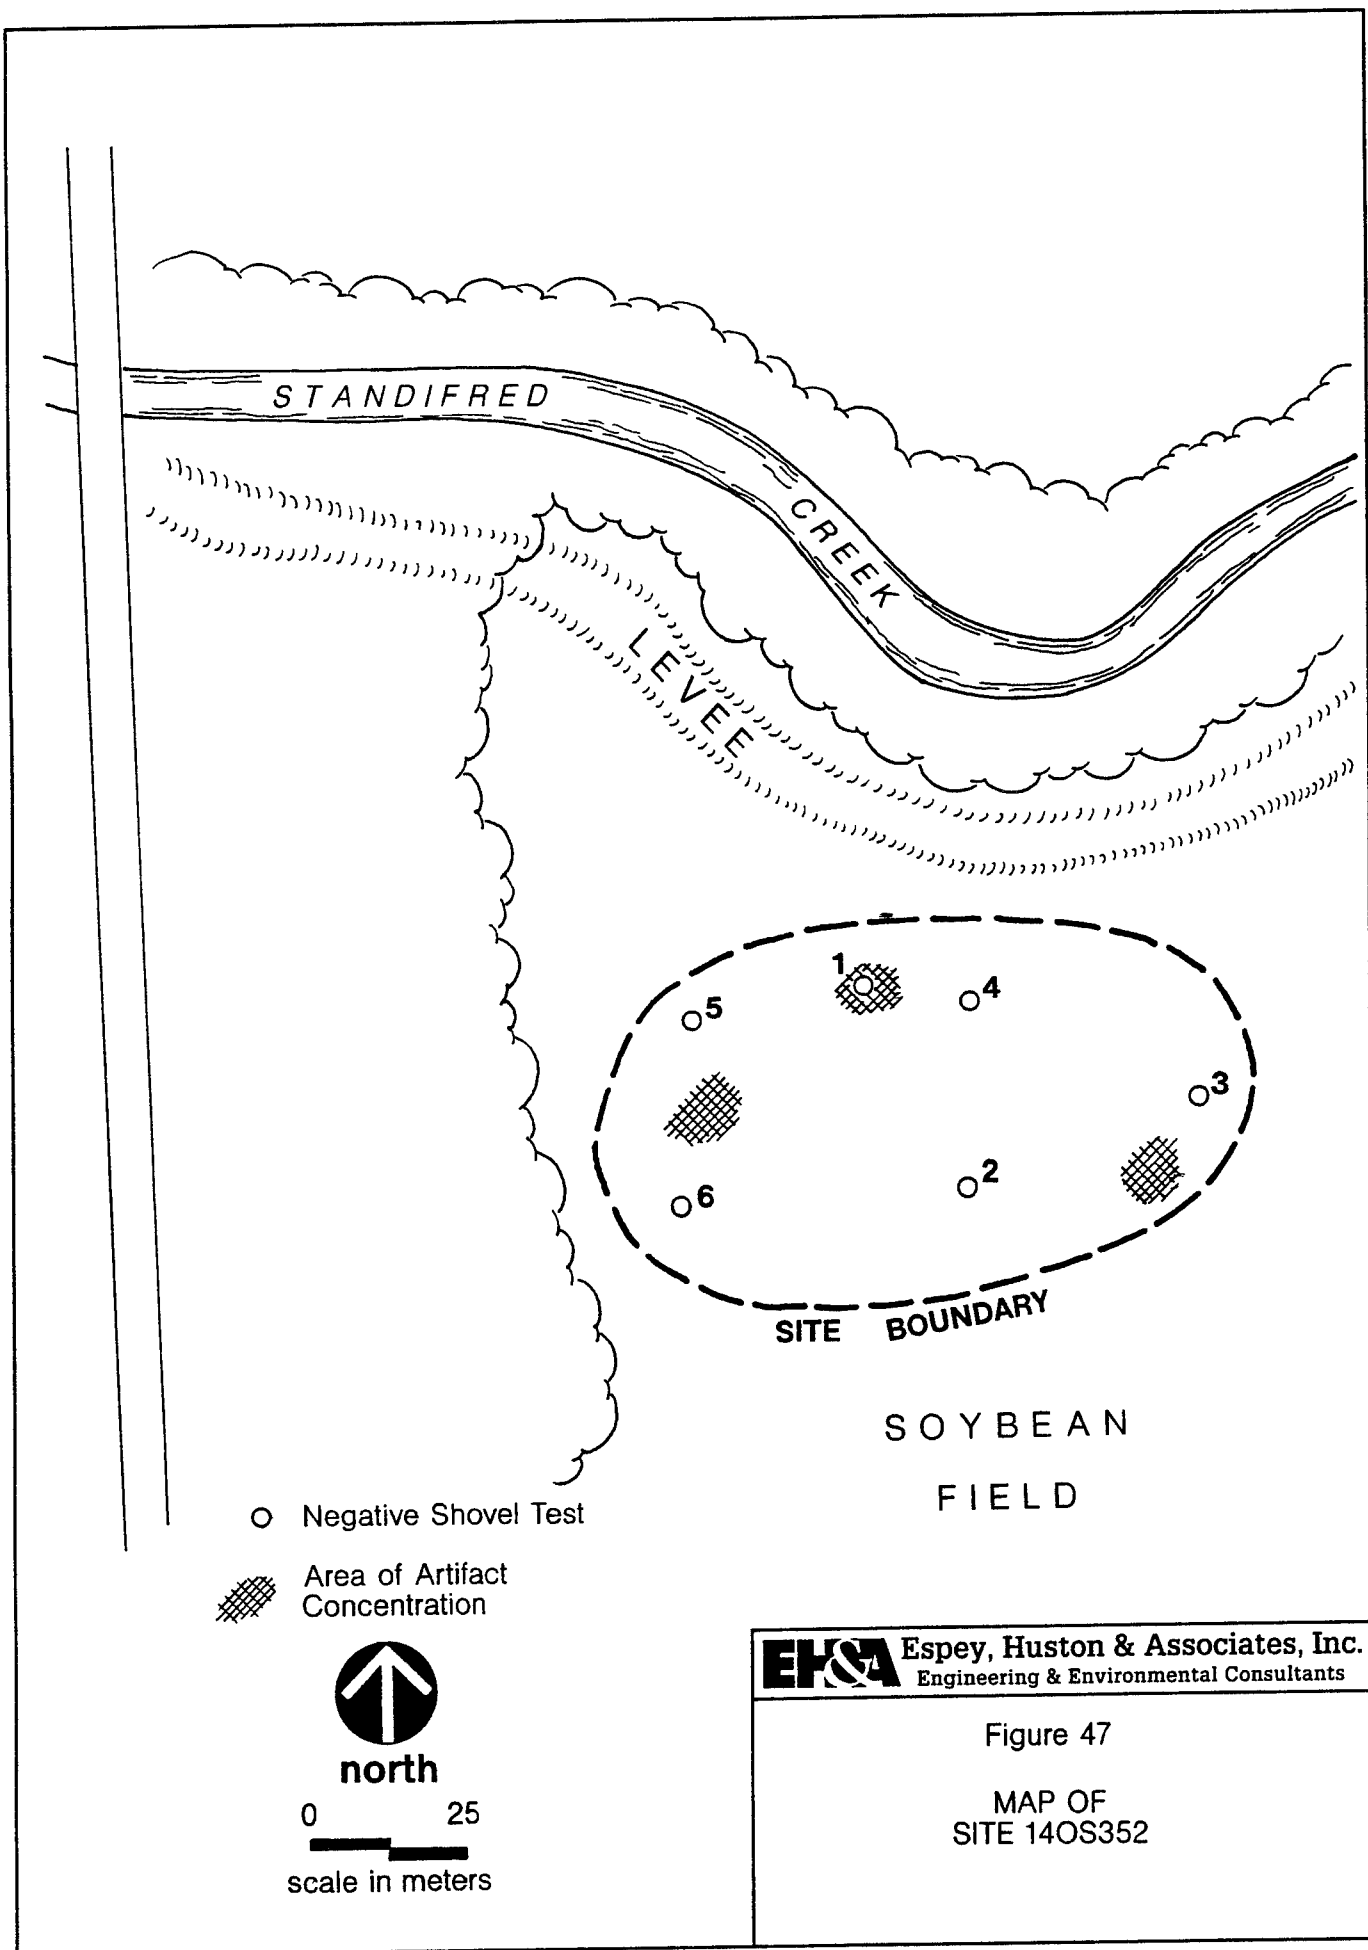 STANDIFRED
CREEK
LEVEE
1
4
5
3
2
6
SITE BOUNDARY
SOYBEAN
FIELD
Negative Shovel Test
Area of Artifact
Concentration
north
0 25
scale in meters
EH&A Espey, Huston & Associates, Inc.
Engineering & Environmental Consultants
Figure 47
MAP OF
SITE 14OS352